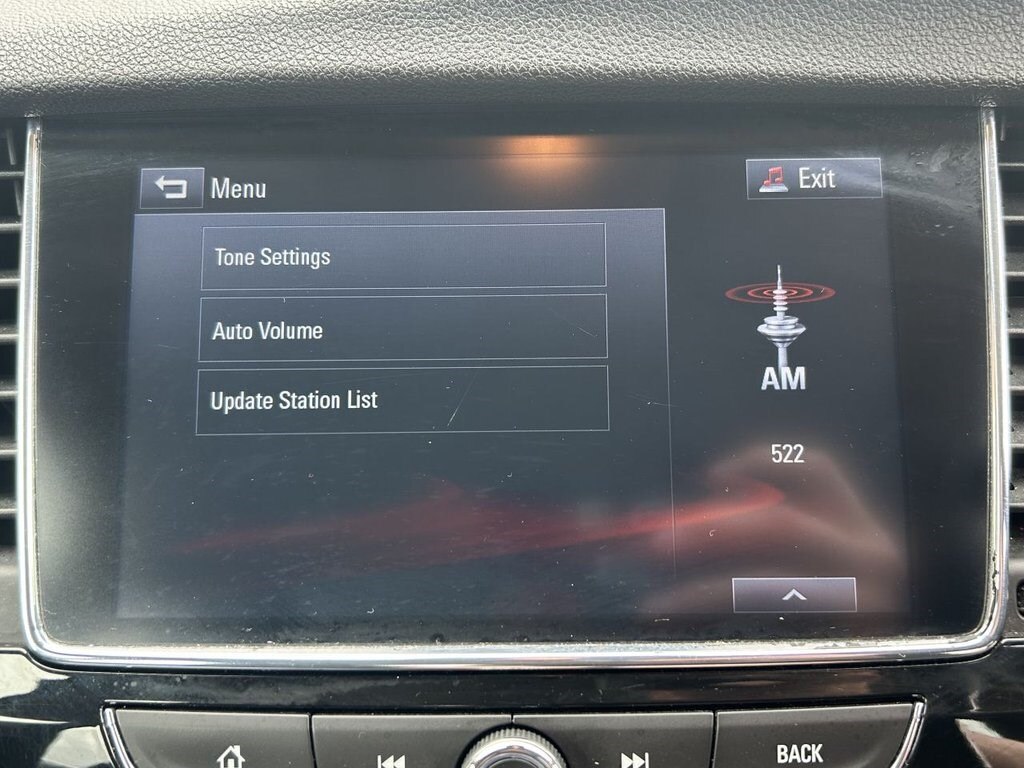 Menu
Exit
Tone Settings
Auto Volume
Update Station List
AM
522
BACK